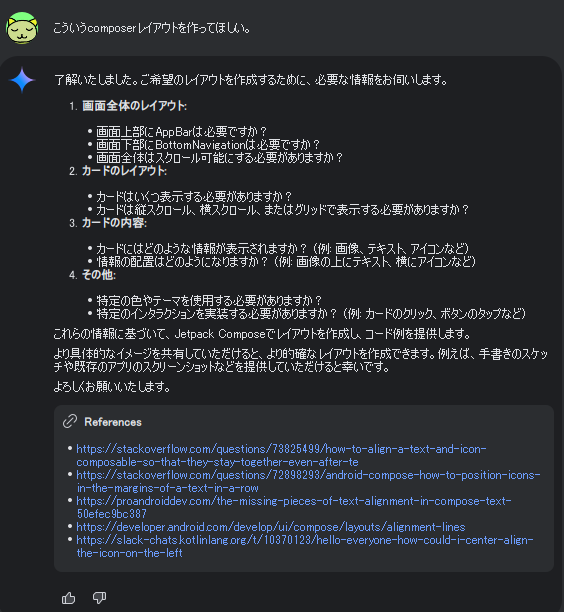 こういうcomposerレイアウトを作ってほしい。
了解いたしました。ご希望のレイアウトを作成するために、必要な情報をお伺いします。
1. 画面全体のレイアウト:
• 画面上部にAppBarは必要ですか？
• 画面下部にBottomNavigationは必要ですか？
• 画面全体はスクロール可能にする必要がありますか？
2. カードのレイアウト:
• カードはいくつ表示する必要がありますか？
• カードは縦スクロール、横スクロール、またはグリッドで表示する必要がありますか？
3. カードの内容:
• カードにはどのような情報が表示されますか？ (例: 画像、テキスト、アイコンなど)
• 情報の配置はどのようになりますか？ (例: 画像の上にテキスト、横にアイコンなど)
4. その他:
• 特定の色やテーマを使用する必要がありますか？
• 特定のインタラクションを実装する必要がありますか？ (例: カードのクリック、ボタンのタップなど)
これらの情報に基づいて、Jetpack Composeでレイアウトを作成し、コード例を提供します。
より具体的なイメージを共有していただけると、より的確なレイアウトを作成できます。例えば、手書きのスケッ
チや既存のアプリのスクリーンショットなどを提供していただけると幸いです。
よろしくお願いいたします。
References
• https://stackoverflow.com/questions/73825499/how-to-align-a-text-and-icon-
composable-so-that-they-stay-together-even-after-te
• https://stackoverflow.com/questions/72898293/android-compose-how-to-position-icons-
in-the-margins-of-a-text-in-a-row
• https://proandroiddev.com/the-missing-pieces-of-text-alignment-in-compose-text-
50efec9bc387
• https://developer.android.com/develop/ui/compose/layouts/alignment-lines
• https://slack-chats.kotlinlang.org/t/10370123/hello-everyone-how-could-i-center-align-
the-icon-on-the-left